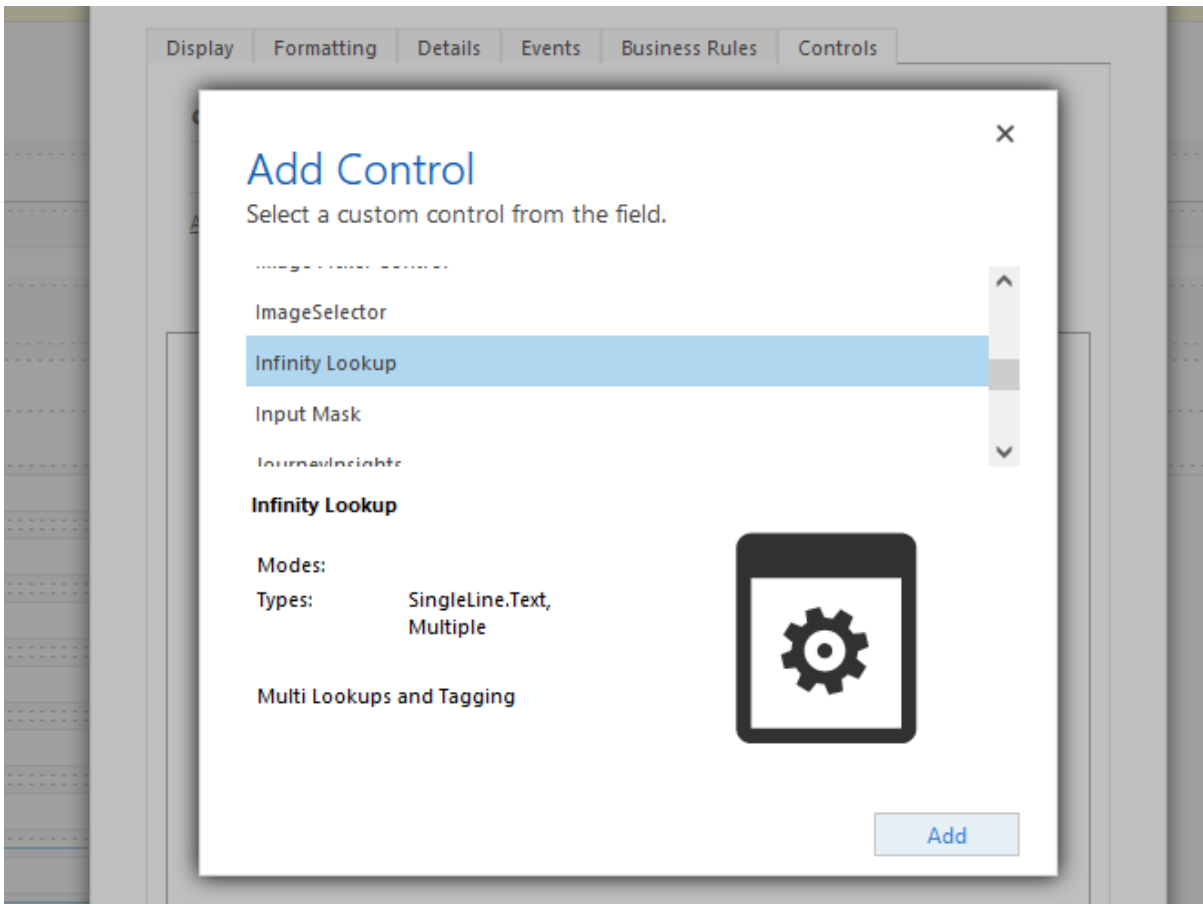 Display Formatting Details Events Business Rules Controls
Add Control
Select a custom control from the field.
ImageSelector
Infinity Lookup
Input Mask
JourneyInsights
Infinity Lookup
Modes:
Types: SingleLine.Text,
Multiple
Multi Lookups and Tagging
Add